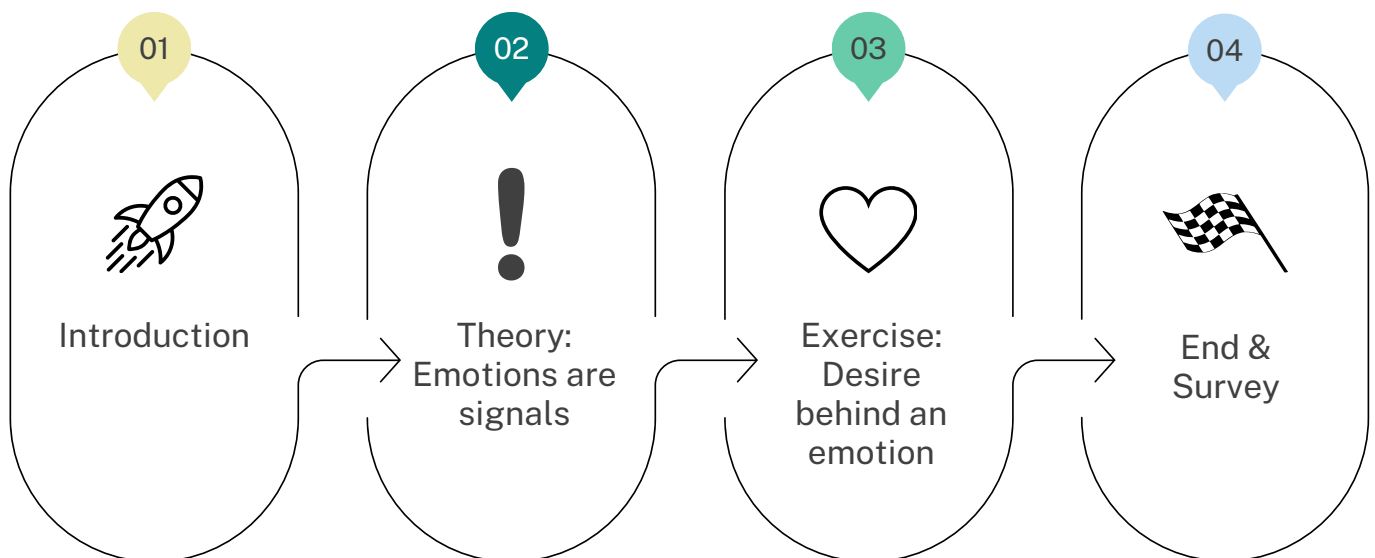 01
Introduction
02
Theory:
Emotions are
signals
03
Exercise:
Desire
behind an
emotion
04
End &
Survey